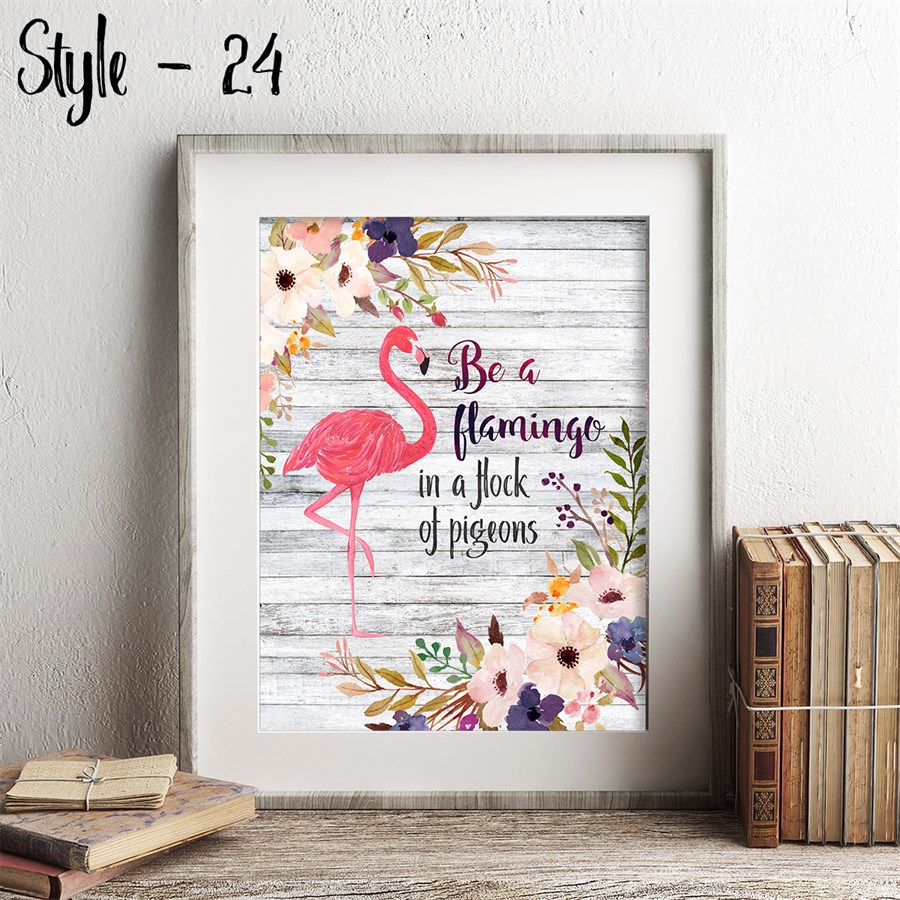 Style - 24
Be a
flamingo
in a flock
of pigeons